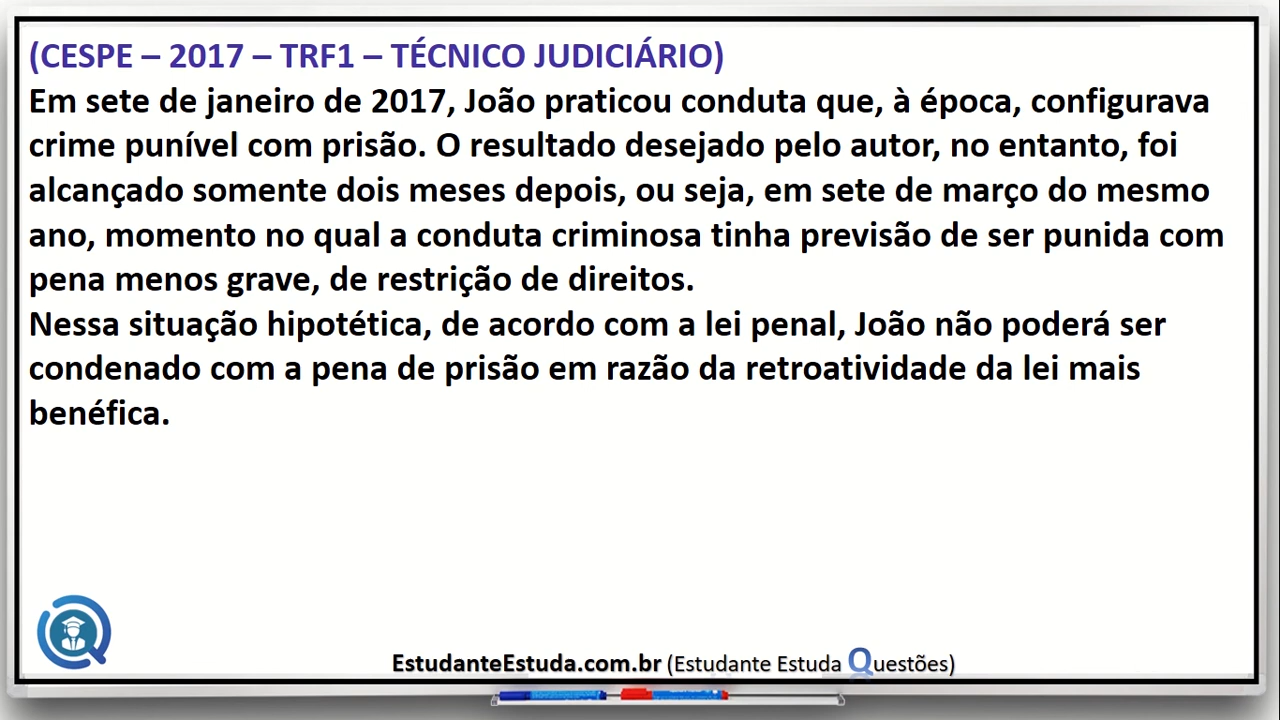 (CESPE – 2017 – TRF1 – TÉCNICO JUDICIÁRIO)
Em sete de janeiro de 2017, João praticou conduta que, à época, configurava
crime punível com prisão. O resultado desejado pelo autor, no entanto, foi
alcançado somente dois meses depois, ou seja, em sete de março do mesmo
ano, momento no qual a conduta criminosa tinha previsão de ser punida com
pena menos grave, de restrição de direitos.
Nessa situação hipotética, de acordo com a lei penal, João não poderá ser
condenado com a pena de prisão em razão da retroatividade da lei mais
benéfica.
EstudanteEstuda.com.br (Estudante Estuda Questões)